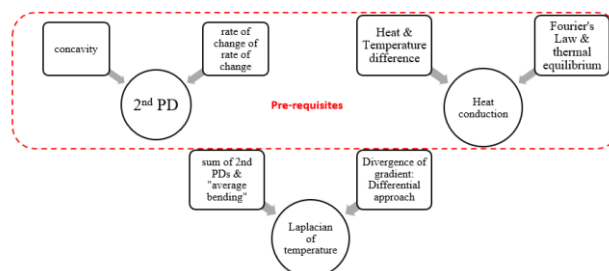 concavity
rate of
change of
rate of
change
2nd PD
Heat &
Temperature
difference
Fourier's
Law &
thermal
equilibrium
Heat
conduction
Pre-requisites
sum of 2nd
PDs &
"average
bending"
Divergence of
gradient:
Differential
approach
Laplacian
of
temperature